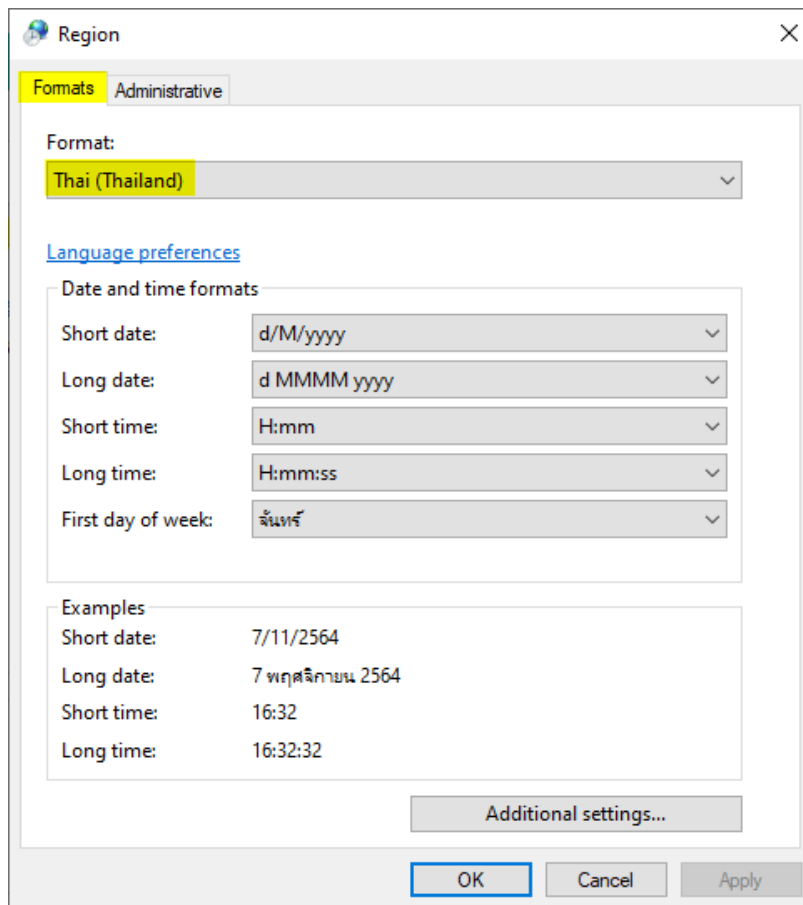 Region
Formats Administrative
Format:
Thai (Thailand)
Language preferences
Date and time formats
Short date: d/M/yyyy
Long date: d MMMM yyyy
Short time: H:mm
Long time: H:mm:ss
First day of week: จันทร์
Examples
Short date: 7/11/2564
Long date: 7 พฤศจิกายน 2564
Short time: 16:32
Long time: 16:32:32
Additional settings...
OK Cancel Apply